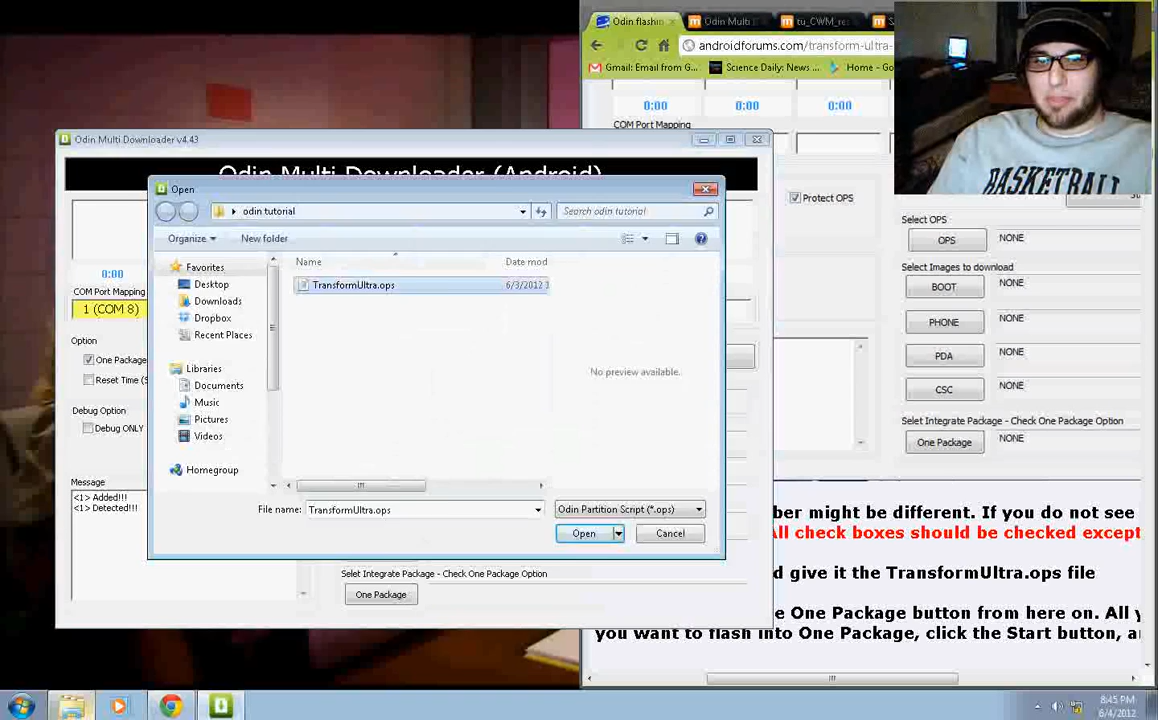 Odin flashin
Odin Multi
tu_CWM_re
androidforums.com/transform-ultra-
Gmail: Email from G...
Science Daily: News ...
Home - Go
0:00
0:00
0:00
COM Port Mapping
Protect OPS
Select OPS
OPS
NONE
Select Images to download
BOOT
NONE
PHONE
NONE
PDA
NONE
CSC
NONE
Selet Integrate Package - Check One Package Option
One Package
NONE
ber might be different. If you do not see
All check boxes should be checked except
d give it the TransformUltra.ops file
e One Package button from here on. All y
you want to flash into One Package, click the Start button, a
BASKETBALL
Odin Multi Downloader v4.43
Odin Multi Downloader (Android)
0:00
COM Port Mapping
1 (COM 8)
Option
One Package
Reset Time (S
Debug Option
Debug ONLY
Message
<1> Added!!!
<1> Detected!!!
Selet Integrate Package - Check One Package Option
One Package
Open
odin tutorial
Search odin tutorial
Organize
New folder
Favorites
Desktop
Downloads
Dropbox
Recent Places
Libraries
Documents
Music
Pictures
Videos
Homegroup
Name
Date mod
TransformUltra.ops
6/3/2012 1
No preview available.
File name:
TransformUltra.ops
Odin Partition Script (*.ops)
Open
Cancel
8:45 PM
6/4/2012